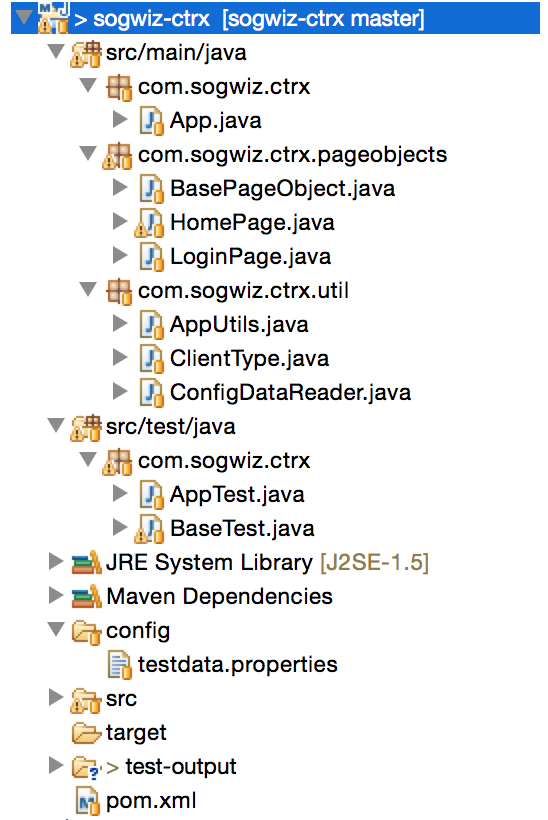 > sogwiz-ctrx [sogwiz-ctrx master]
src/main/java
com.sogwiz.ctrx
App.java
com.sogwiz.ctrx.pageobjects
BasePageObject.java
HomePage.java
LoginPage.java
com.sogwiz.ctrx.util
AppUtils.java
ClientType.java
ConfigDataReader.java
src/test/java
com.sogwiz.ctrx
AppTest.java
BaseTest.java
JRE System Library [J2SE-1.5]
Maven Dependencies
config
testdata.properties
src
target
> test-output
pom.xml